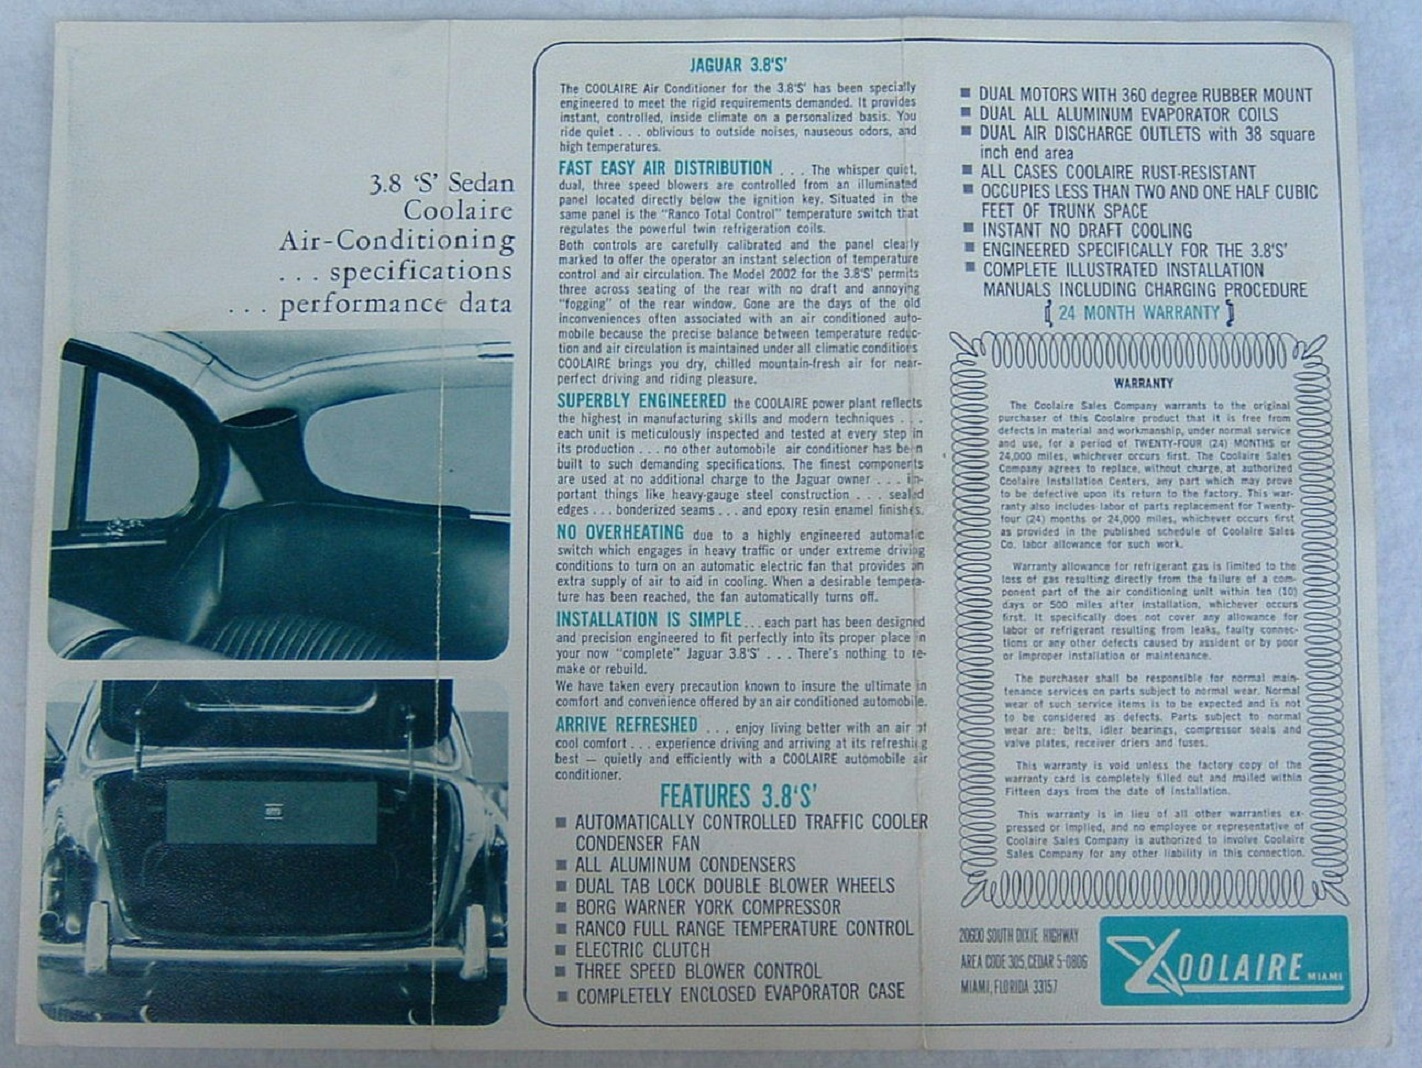 3.8 ‘S’ Sedan
Coolaire
Air-Conditioning
. . . specifications
. . . performance data
JAGUAR 3.8‘S’
The COOLAIRE Air Conditioner for the 3.8‘S’ has been specially
engineered to meet the rigid requirements demanded. It provides
instant, controlled, inside climate on a personalized basis. You
ride quiet . . . oblivious to outside noises, nauseous odors, and
high temperatures.
FAST EASY AIR DISTRIBUTION . . . The whisper quiet,
dual, three speed blowers are controlled from an illuminated
panel located directly below the ignition key. Situated in the
same panel is the “Ranco Total Control” temperature switch that
regulates the powerful twin refrigeration coils.
Both controls are carefully calibrated and the panel clearly
marked to offer the operator an instant selection of temperature
control and air circulation. The Model 2002 for the 3.8‘S’ permits
three across seating of the rear with no draft and annoying
“fogging” of the rear window. Gone are the days of the old
inconveniences often associated with an air conditioned auto-
mobile because the precise balance between temperature reduc-
tion and air circulation is maintained under all climatic conditions
COOLAIRE brings you dry, chilled mountain-fresh air for near-
perfect driving and riding pleasure.
SUPERBLY ENGINEERED the COOLAIRE power plant reflects
the highest in manufacturing skills and modern techniques . . .
each unit is meticulously inspected and tested at every step in
its production . . . no other automobile air conditioner has been
built to such demanding specifications. The finest components
are used at no additional charge to the Jaguar owner . . . im-
portant things like heavy-gauge steel construction . . . sealed
edges . . . bonderized seams . . . and epoxy resin enamel finishes.
NO OVERHEATING due to a highly engineered automatic
switch which engages in heavy traffic or under extreme driving
conditions to turn on an automatic electric fan that provides an
extra supply of air to aid in cooling. When a desirable tempera-
ture has been reached, the fan automatically turns off.
INSTALLATION IS SIMPLE. . . each part has been designed
and precision engineered to fit perfectly into its proper place in
your now “complete” Jaguar 3.8‘S’ . . . There’s nothing to re-
make or rebuild.
We have taken every precaution known to insure the ultimate in
comfort and convenience offered by an air conditioned automobile.
ARRIVE REFRESHED . . . enjoy living better with an air of
cool comfort . . . experience driving and arriving at its refreshing
best — quietly and efficiently with a COOLAIRE automobile air
conditioner.
FEATURES 3.8‘S’
■ AUTOMATICALLY CONTROLLED TRAFFIC COOLER
CONDENSER FAN
■ ALL ALUMINUM CONDENSERS
■ DUAL TAB LOCK DOUBLE BLOWER WHEELS
■ BORG WARNER YORK COMPRESSOR
■ RANCO FULL RANGE TEMPERATURE CONTROL
■ ELECTRIC CLUTCH
■ THREE SPEED BLOWER CONTROL
■ COMPLETELY ENCLOSED EVAPORATOR CASE
■ DUAL MOTORS WITH 360 degree RUBBER MOUNT
■ DUAL ALL ALUMINUM EVAPORATOR COILS
■ DUAL AIR DISCHARGE OUTLETS with 38 square
inch end area
■ ALL CASES COOLAIRE RUST-RESISTANT
■ OCCUPIES LESS THAN TWO AND ONE HALF CUBIC
FEET OF TRUNK SPACE
■ INSTANT NO DRAFT COOLING
■ ENGINEERED SPECIFICALLY FOR THE 3.8‘S’
■ COMPLETE ILLUSTRATED INSTALLATION
MANUALS INCLUDING CHARGING PROCEDURE
24 MONTH WARRANTY
WARRANTY
The Coolaire Sales Company warrants to the original
purchaser of this Coolaire product that it is free from
defects in material and workmanship, under normal service
and use, for a period of TWENTY-FOUR (24) MONTHS or
24,000 miles, whichever occurs first. The Coolaire Sales
Company agrees to replace, without charge, at authorized
Coolaire Installation Centers, any part which may prove
to be defective upon its return to the factory. This war-
ranty also includes labor of parts replacement for Twenty-
four (24) months or 24,000 miles, whichever occurs first
as provided in the published schedule of Coolaire Sales
Co. labor allowance for such work.
Warranty allowance for refrigerant gas is limited to the
loss of gas resulting directly from the failure of a com-
ponent part of the air conditioning unit within ten (10)
days or 500 miles after installation, whichever occurs
first. It specifically does not cover any allowance for
labor or refrigerant resulting from leaks, faulty connec-
tions or any other defects caused by assident or by poor
or improper installation or maintenance.
The purchaser shall be responsible for normal main-
tenance services on parts subject to normal wear. Normal
wear of such service items is to be expected and is not
to be considered as defects. Parts subject to normal
wear are: belts, idler bearings, compressor seals and
valve plates, receiver driers and fuses.
This warranty is void unless the factory copy of the
warranty card is completely filled out and mailed within
Fifteen days from the date of installation.
This warranty is in lieu of all other warranties ex-
pressed or implied, and no employee or representative of
Coolaire Sales Company is authorized to involve Coolaire
Sales Company for any other liability in this connection.
20600 SOUTH DIXIE HIGHWAY
AREA CODE 305, CEDAR 5-0806
MIAMI, FLORIDA 33157
COOLAIRE MIAMI